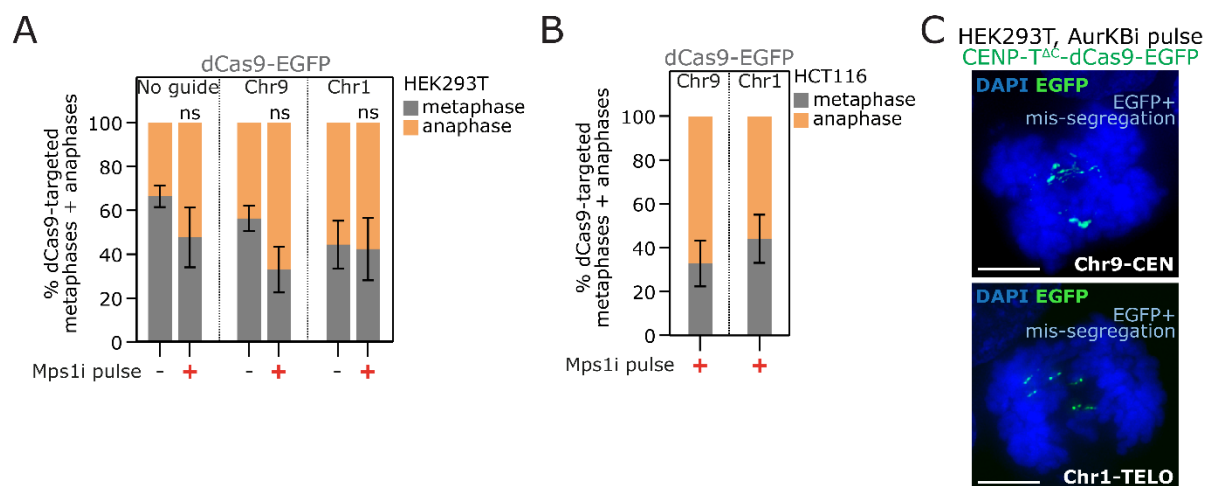 A
dCas9-EGFP
No guide Chr9 Chr1
HEK293T
metaphase
anaphase
ns ns ns
% dCas9-targeted
metaphases + anaphases
100
80
60
40
20
0
Mps1i pulse - + - + - +
B
dCas9-EGFP
Chr9 Chr1
HCT116
metaphase
anaphase
% dCas9-targeted
metaphases + anaphases
100
80
60
40
20
0
Mps1i pulse + +
C
HEK293T, AurKBi pulse
CENP-TΔC-dCas9-EGFP
DAPI EGFP
EGFP+
mis-segregation
Chr9-CEN
DAPI EGFP
EGFP+
mis-segregation
Chr1-TELO